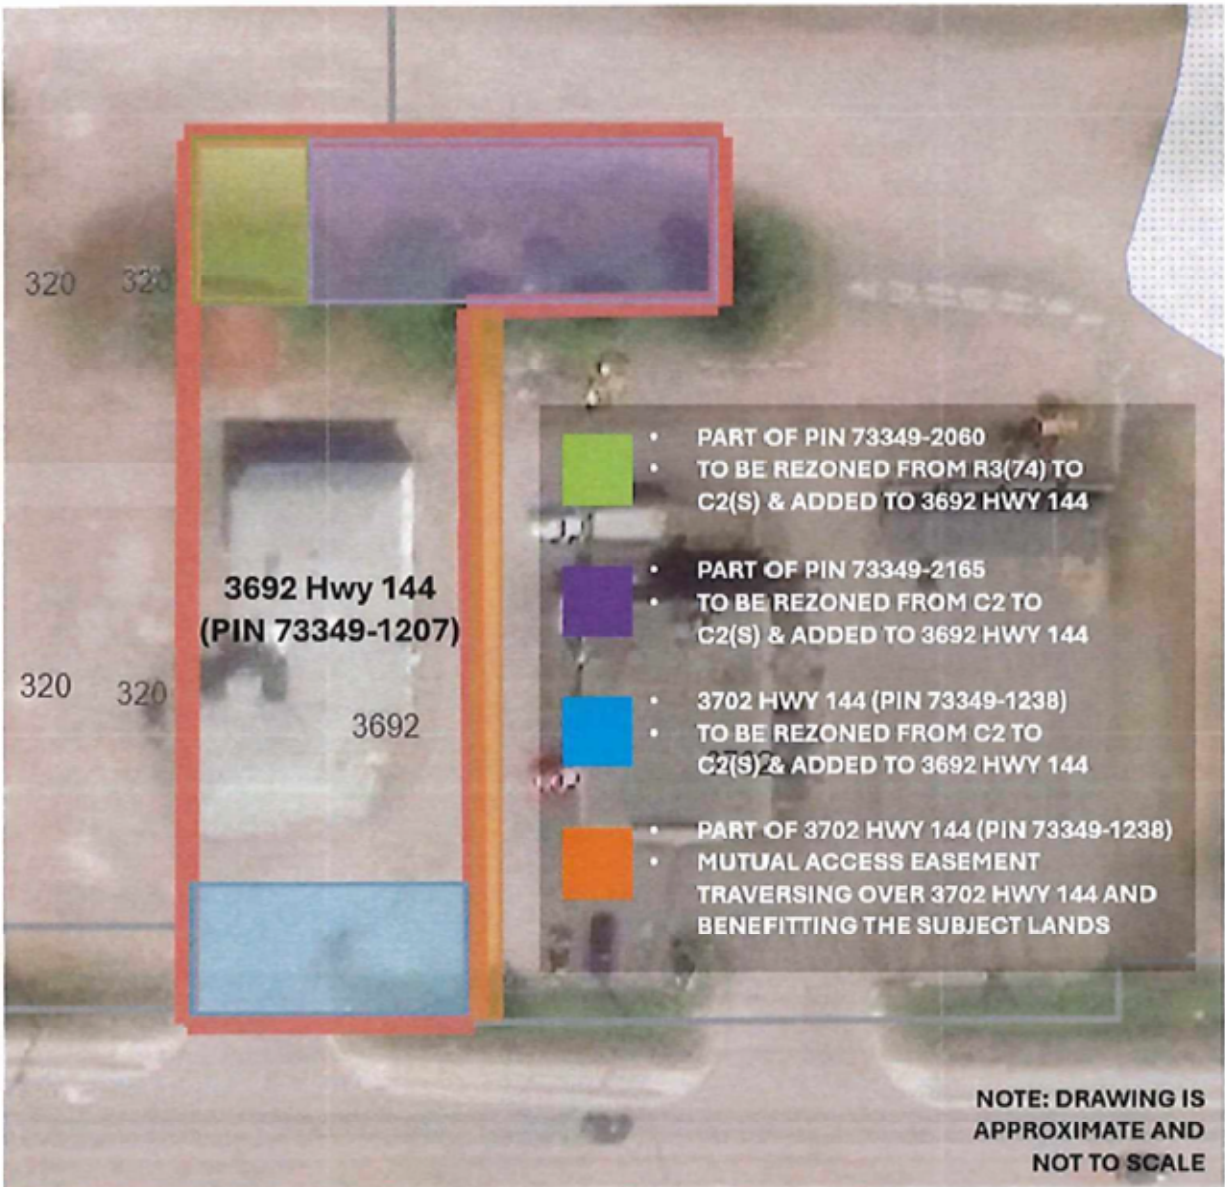 320 320
3692 Hwy 144
(PIN 73349-1207)
320 320
3692
• PART OF PIN 73349-2060
• TO BE REZONED FROM R3(74) TO
C2(S) & ADDED TO 3692 HWY 144
• PART OF PIN 73349-2165
• TO BE REZONED FROM C2 TO
C2(S) & ADDED TO 3692 HWY 144
• 3702 HWY 144 (PIN 73349-1238)
• TO BE REZONED FROM C2 TO
C2(S) & ADDED TO 3692 HWY 144
• PART OF 3702 HWY 144 (PIN 73349-1238)
• MUTUAL ACCESS EASEMENT
TRAVERSING OVER 3702 HWY 144 AND
BENEFITTING THE SUBJECT LANDS
NOTE: DRAWING IS
APPROXIMATE AND
NOT TO SCALE